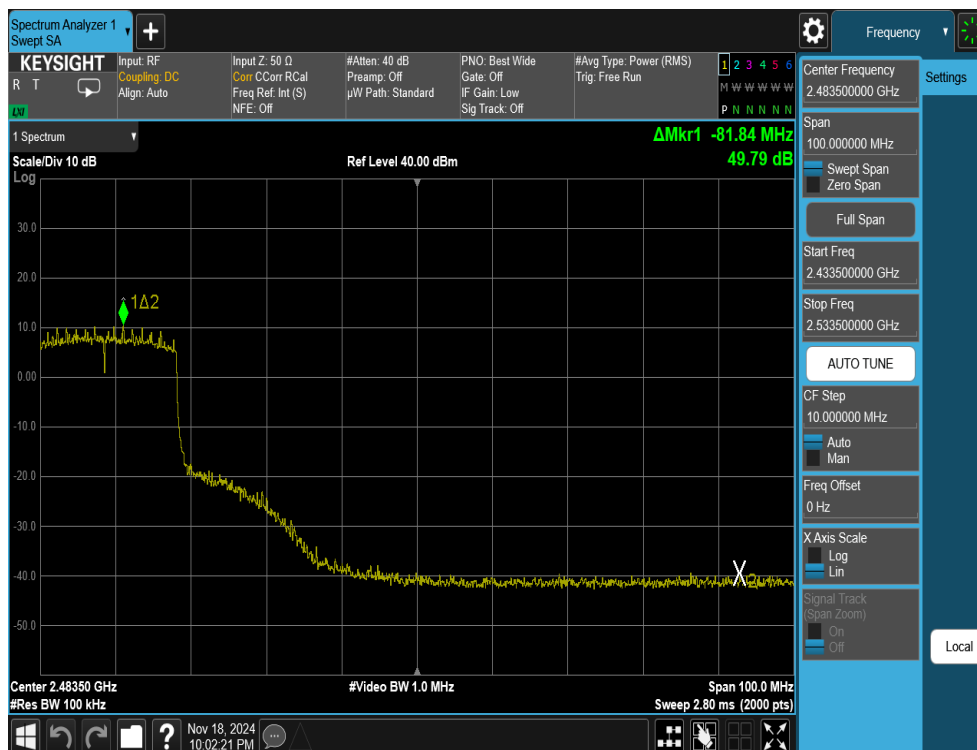 Spectrum Analyzer 1
Swept SA
Frequency
KEYSIGHT
R T
LXI
Input: RF
Coupling: DC
Align: Auto
Input Z: 50 Ω
Corr CCorr RCal
Freq Ref: Int (S)
NFE: Off
#Atten: 40 dB
Preamp: Off
µW Path: Standard
PNO: Best Wide
Gate: Off
IF Gain: Low
Sig Track: Off
#Avg Type: Power (RMS)
Trig: Free Run
1 2 3 4 5 6
M W W W W W
P N N N N N
1 Spectrum
Scale/Div 10 dB
Ref Level 40.00 dBm
ΔMkr1 -81.84 MHz
49.79 dB
Log
30.0
20.0
10.0
0.00
-10.0
-20.0
-30.0
-40.0
-50.0
1Δ2
X2
Center 2.48350 GHz
#Res BW 100 kHz
#Video BW 1.0 MHz
Span 100.0 MHz
Sweep 2.80 ms (2000 pts)
Center Frequency
2.483500000 GHz
Span
100.000000 MHz
Swept Span
Zero Span
Full Span
Start Freq
2.433500000 GHz
Stop Freq
2.533500000 GHz
AUTO TUNE
CF Step
10.000000 MHz
Auto
Man
Freq Offset
0 Hz
X Axis Scale
Log
Lin
Signal Track
(Span Zoom)
On
Off
Settings
Local
?
Nov 18, 2024
10:02:21 PM